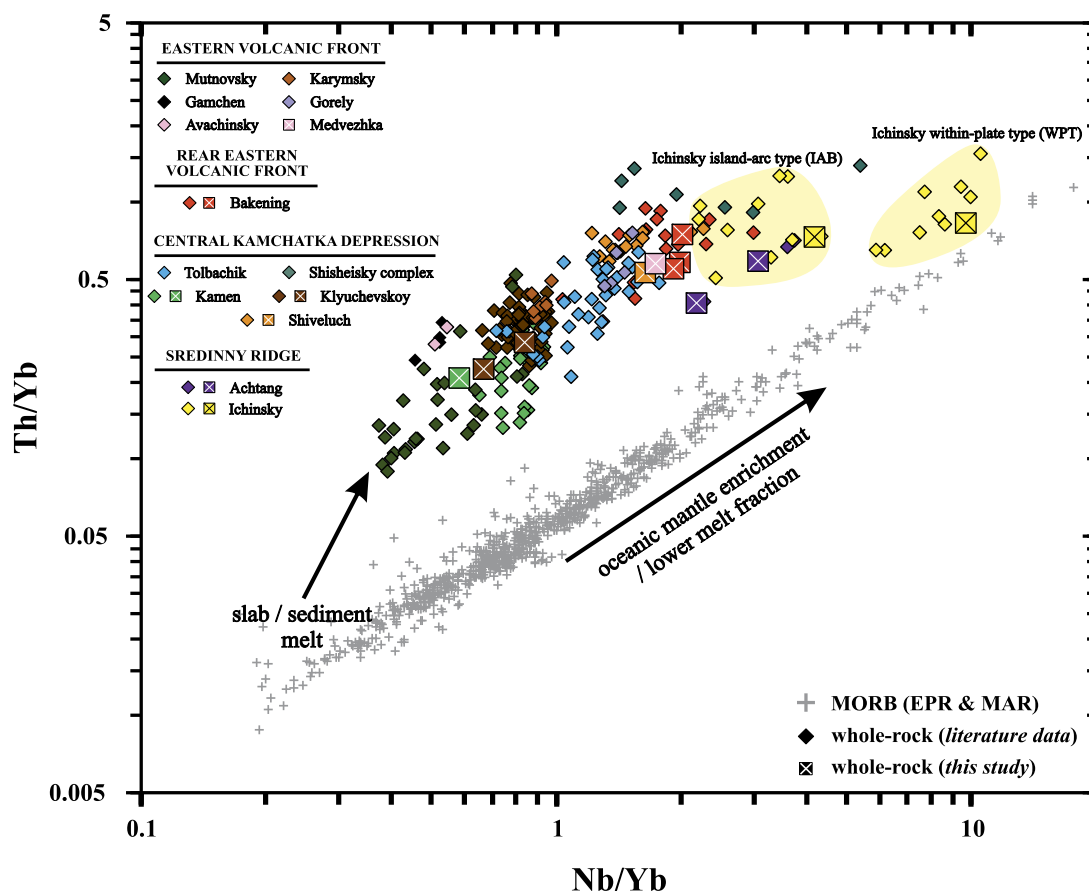 5
0.5
0.05
0.005
Th/Yb
EASTERN VOLCANIC FRONT
Mutnovsky
Karymsky
Gamchen
Gorely
Avachinsky
Medvezhka
REAR EASTERN
VOLCANIC FRONT
Bakening
CENTRAL KAMCHATKA DEPRESSION
Tolbachik
Shisheisky complex
Kamen
Klyuchevskoy
Shiveluch
SREDINNY RIDGE
Achtang
Ichinsky
Ichinsky island-arc type (IAB)
Ichinsky within-plate type (WPT)
slab / sediment
melt
oceanic mantle enrichment
/ lower melt fraction
MORB (EPR & MAR)
whole-rock (literature data)
whole-rock (this study)
0.1
1
10
Nb/Yb